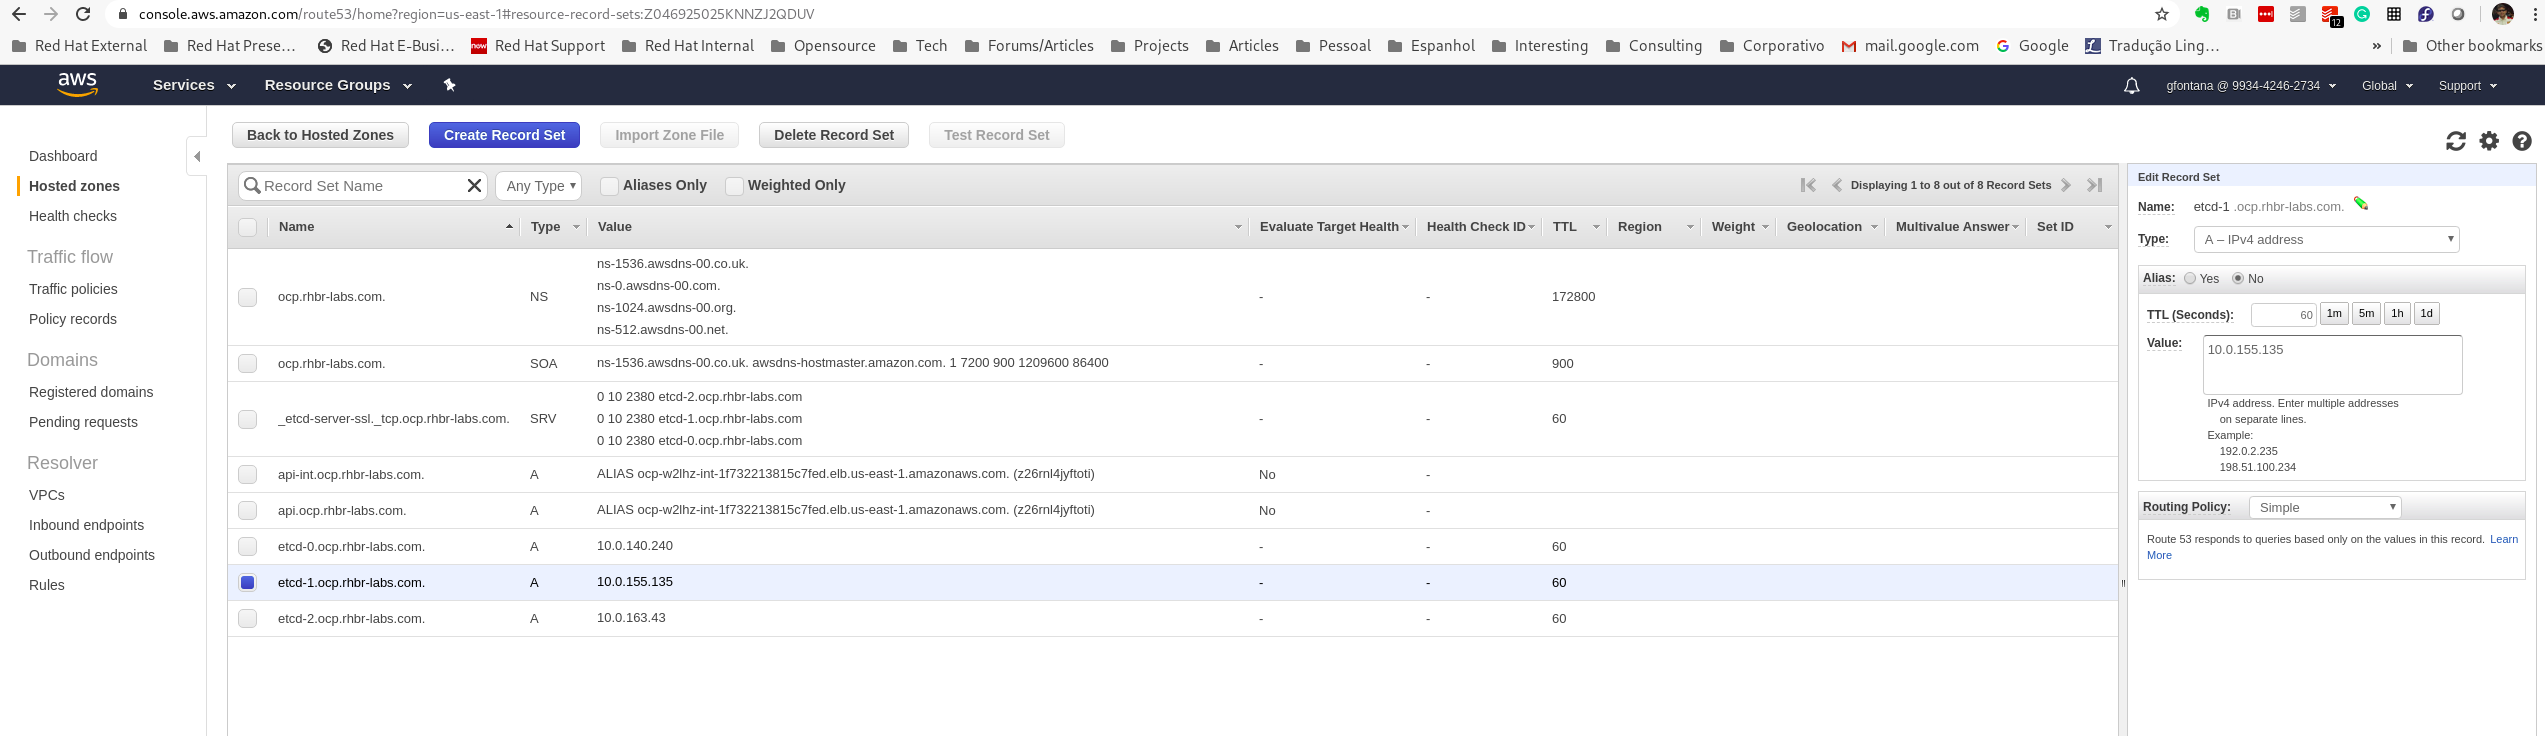 console.aws.amazon.com/route53/home?region=us-east-1#resource-record-sets:Z046925025KNNZJ2QDUV
12
Red Hat External
Red Hat Prese…
Red Hat E-Busi…
now
Red Hat Support
Red Hat Internal
Opensource
Tech
Forums/Articles
Projects
Articles
Pessoal
Espanhol
Interesting
Consulting
Corporativo
mail.google.com
Google
Tradução Ling…
»
Other bookmarks
aws
Services
Resource Groups
gfontana @ 9934-4246-2734
Global
Support
Dashboard
Hosted zones
Health checks
Traffic flow
Traffic policies
Policy records
Domains
Registered domains
Pending requests
Resolver
VPCs
Inbound endpoints
Outbound endpoints
Rules
Back to Hosted Zones
Create Record Set
Import Zone File
Delete Record Set
Test Record Set
Record Set Name
Any Type
Aliases Only
Weighted Only
Displaying 1 to 8 out of 8 Record Sets
Name Type Value Evaluate Target Health Health Check ID TTL Region Weight Geolocation Multivalue Answer Set ID
ns-1536.awsdns-00.co.uk.
ns-0.awsdns-00.com.
ocp.rhbr-labs.com. NS - - 172800
ns-1024.awsdns-00.org.
ns-512.awsdns-00.net.
ocp.rhbr-labs.com. SOA ns-1536.awsdns-00.co.uk. awsdns-hostmaster.amazon.com. 1 7200 900 1209600 86400 - - 900
0 10 2380 etcd-2.ocp.rhbr-labs.com
_etcd-server-ssl._tcp.ocp.rhbr-labs.com. SRV 0 10 2380 etcd-1.ocp.rhbr-labs.com - - 60
0 10 2380 etcd-0.ocp.rhbr-labs.com
api-int.ocp.rhbr-labs.com. A ALIAS ocp-w2lhz-int-1f732213815c7fed.elb.us-east-1.amazonaws.com. (z26rnl4jyftoti) No -
api.ocp.rhbr-labs.com. A ALIAS ocp-w2lhz-int-1f732213815c7fed.elb.us-east-1.amazonaws.com. (z26rnl4jyftoti) No -
etcd-0.ocp.rhbr-labs.com. A 10.0.140.240 - - 60
etcd-1.ocp.rhbr-labs.com. A 10.0.155.135 - - 60
etcd-2.ocp.rhbr-labs.com. A 10.0.163.43 - - 60
Edit Record Set
Name: etcd-1 .ocp.rhbr-labs.com.
Type: A – IPv4 address
Alias: Yes No
TTL (Seconds): 60 1m 5m 1h 1d
Value: 10.0.155.135
IPv4 address. Enter multiple addresses
on separate lines.
Example:
192.0.2.235
198.51.100.234
Routing Policy: Simple
Route 53 responds to queries based only on the values in this record. Learn
More